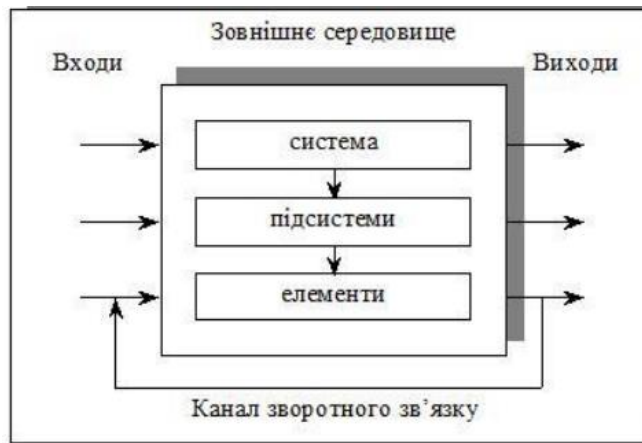 Зовнішнє середовище
Входи
Виходи
система
підсистеми
елементи
Канал зворотного зв’язку